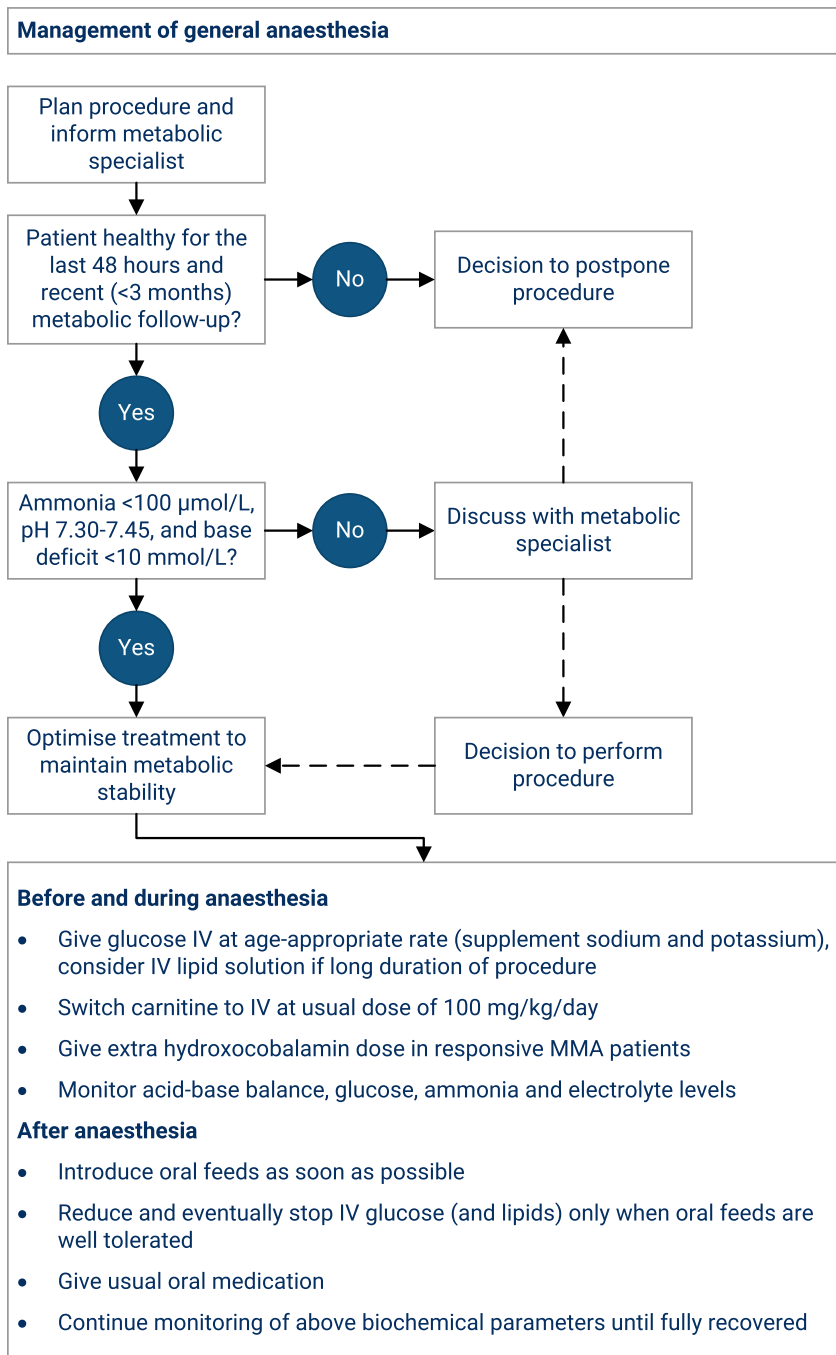 Management of general anaesthesia
Plan procedure and
inform metabolic
specialist
Patient healthy for the
last 48 hours and
recent (<3 months)
metabolic follow-up?
No
Decision to postpone
procedure
Yes
Ammonia <100 µmol/L,
pH 7.30-7.45, and base
deficit <10 mmol/L?
No
Discuss with metabolic
specialist
Yes
Optimise treatment to
maintain metabolic
stability
Decision to perform
procedure
Before and during anaesthesia
• Give glucose IV at age-appropriate rate (supplement sodium and potassium),
consider IV lipid solution if long duration of procedure
• Switch carnitine to IV at usual dose of 100 mg/kg/day
• Give extra hydroxocobalamin dose in responsive MMA patients
• Monitor acid-base balance, glucose, ammonia and electrolyte levels
After anaesthesia
• Introduce oral feeds as soon as possible
• Reduce and eventually stop IV glucose (and lipids) only when oral feeds are
well tolerated
• Give usual oral medication
• Continue monitoring of above biochemical parameters until fully recovered